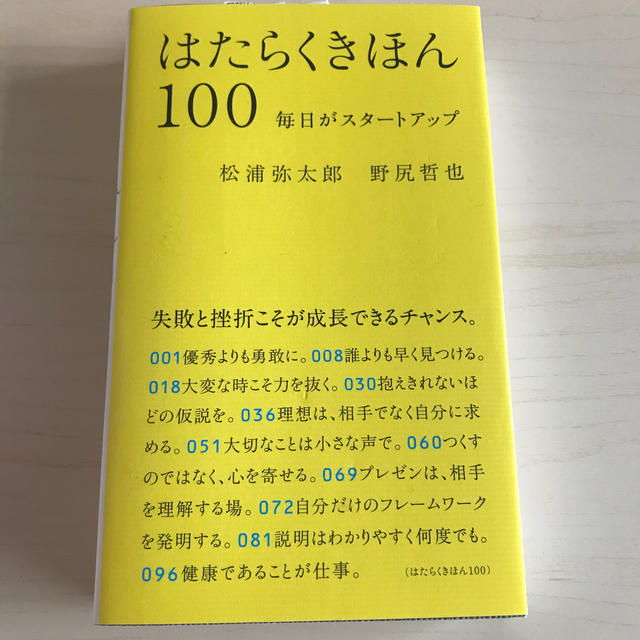 はたらくきほん
100 毎日がスタートアップ
松浦弥太郎 野尻哲也
失敗と挫折こそが成長できるチャンス。
001優秀よりも勇敢に。008誰よりも早く見つける。
018大変な時こそ力を抜く。030抱えきれないほ
どの仮説を。036理想は、相手でなく自分に求
める。051大切なことは小さな声で。060つくす
のではなく、心を寄せる。069プレゼンは、相手
を理解する場。072自分だけのフレームワーク
を発明する。081説明はわかりやすく何度でも。
096健康であることが仕事。 (はたらくきほん100)